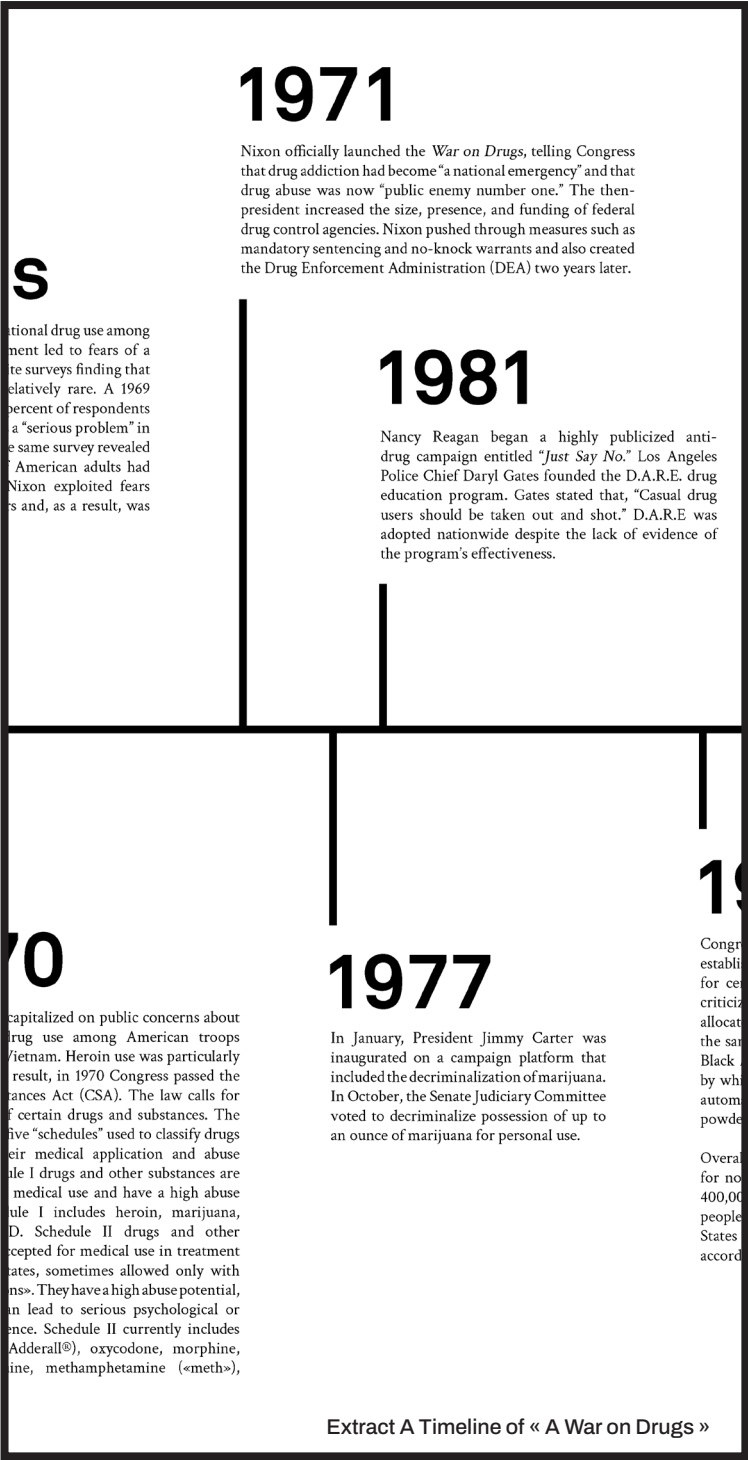 1971
Nixon officially launched the War on Drugs, telling Congress
that drug addiction had become “a national emergency” and that
drug abuse was now “public enemy number one.” The then-
president increased the size, presence, and funding of federal
drug control agencies. Nixon pushed through measures such as
mandatory sentencing and no-knock warrants and also created
the Drug Enforcement Administration (DEA) two years later.
s
ational drug use among
ment led to fears of a
ite surveys finding that
elatively rare. A 1969
percent of respondents
a “serious problem” in
e same survey revealed
American adults had
Nixon exploited fears
rs and, as a result, was
1981
Nancy Reagan began a highly publicized anti-
drug campaign entitled “Just Say No.” Los Angeles
Police Chief Daryl Gates founded the D.A.R.E. drug
education program. Gates stated that, “Casual drug
users should be taken out and shot.” D.A.R.E was
adopted nationwide despite the lack of evidence of
the program’s effectiveness.
70
capitalized on public concerns about
drug use among American troops
Vietnam. Heroin use was particularly
result, in 1970 Congress passed the
tances Act (CSA). The law calls for
f certain drugs and substances. The
five “schedules” used to classify drugs
eir medical application and abuse
ule I drugs and other substances are
medical use and have a high abuse
ule I includes heroin, marijuana,
D. Schedule II drugs and other
ccepted for medical use in treatment
tates, sometimes allowed only with
ns». They have a high abuse potential,
an lead to serious psychological or
ence. Schedule II currently includes
Adderall®), oxycodone, morphine,
ine, methamphetamine («meth»),
1977
In January, President Jimmy Carter was
inaugurated on a campaign platform that
included the decriminalization of marijuana.
In October, the Senate Judiciary Committee
voted to decriminalize possession of up to
an ounce of marijuana for personal use.
19
Congr
establi
for cer
criticiz
allocat
the sar
Black
by whi
autom
powde
Overal
for no
400,00
people
States
accord
Extract A Timeline of « A War on Drugs »